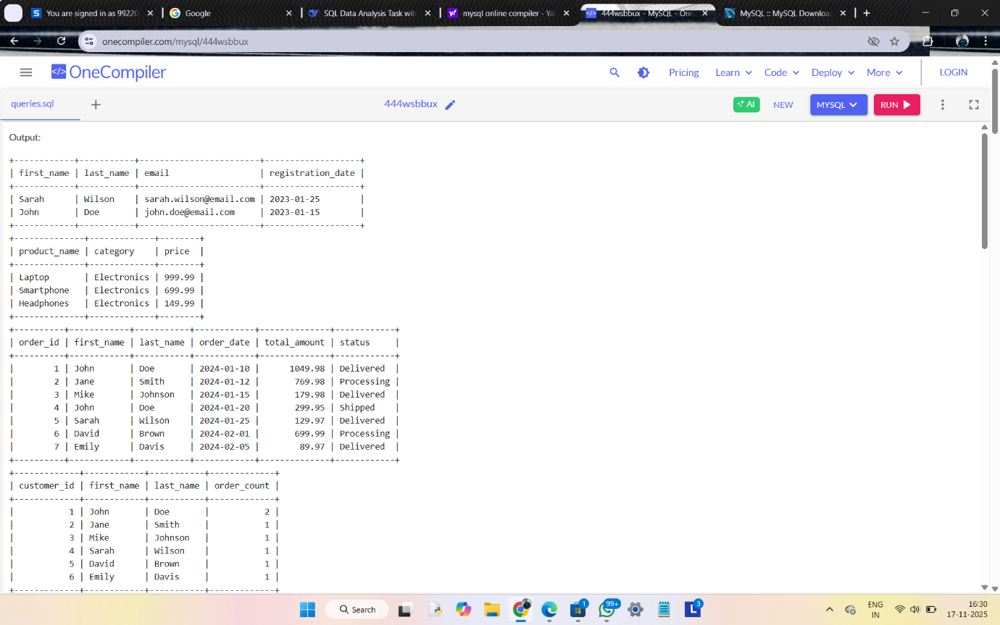 You are signed in as 99220
Google
SQL Data Analysis Task with
mysql online compiler - Yah
444wsbbux - MySQL - One
MySQL :: MySQL Download
onecompiler.com/mysql/444wsbbux
OneCompiler
Pricing
Learn
Code
Deploy
More
LOGIN
queries.sql
444wsbbux
AI
NEW
MYSQL
RUN
Output:
+------------+-----------+------------------------+-------------------+
| first_name | last_name | email                  | registration_date |
+------------+-----------+------------------------+-------------------+
| Sarah      | Wilson    | sarah.wilson@email.com | 2023-01-25        |
| John       | Doe       | john.doe@email.com     | 2023-01-15        |
+------------+-----------+------------------------+-------------------+
+--------------+-------------+--------+
| product_name | category    | price  |
+--------------+-------------+--------+
| Laptop       | Electronics | 999.99 |
| Smartphone   | Electronics | 699.99 |
| Headphones   | Electronics | 149.99 |
+--------------+-------------+--------+
+----------+------------+-----------+------------+--------------+------------+
| order_id | first_name | last_name | order_date | total_amount | status     |
+----------+------------+-----------+------------+--------------+------------+
|        1 | John       | Doe       | 2024-01-10 |      1049.98 | Delivered  |
|        2 | Jane       | Smith     | 2024-01-12 |       769.98 | Processing |
|        3 | Mike       | Johnson   | 2024-01-15 |       179.98 | Delivered  |
|        4 | John       | Doe       | 2024-01-20 |       299.95 | Shipped    |
|        5 | Sarah      | Wilson    | 2024-01-25 |       129.97 | Delivered  |
|        6 | David      | Brown     | 2024-02-01 |       699.99 | Processing |
|        7 | Emily      | Davis     | 2024-02-05 |        89.97 | Delivered  |
+----------+------------+-----------+------------+--------------+------------+
+-------------+------------+-----------+-------------+
| customer_id | first_name | last_name | order_count |
+-------------+------------+-----------+-------------+
|           1 | John       | Doe       |           2 |
|           2 | Jane       | Smith     |           1 |
|           3 | Mike       | Johnson   |           1 |
|           4 | Sarah      | Wilson    |           1 |
|           5 | David      | Brown     |           1 |
|           6 | Emily      | Davis     |           1 |
+-------------+------------+-----------+-------------+
Search
1
99+
L
3
ENG
IN
16:30
17-11-2025